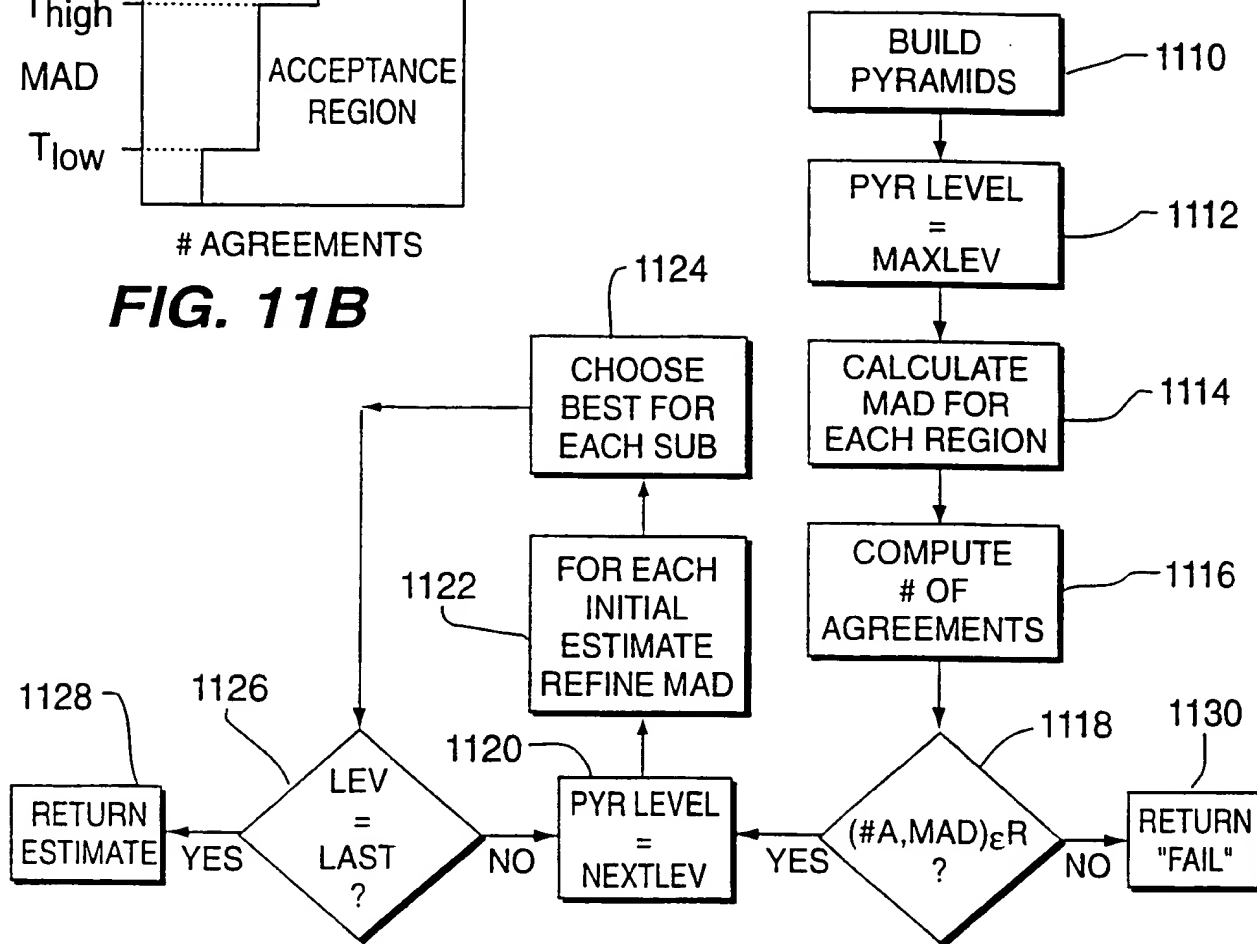 Thigh
MAD
Tlow
ACCEPTANCE
REGION
# AGREEMENTS
FIG. 11B
BUILD
PYRAMIDS
1110
PYR LEVEL
=
MAXLEV
1112
CALCULATE
MAD FOR
EACH REGION
1114
COMPUTE
# OF
AGREEMENTS
1116
(#A,MAD)εR
?
1118
YES
NO
RETURN
"FAIL"
1130
PYR LEVEL
=
NEXTLEV
1120
FOR EACH
INITIAL
ESTIMATE
REFINE MAD
1122
CHOOSE
BEST FOR
EACH SUB
1124
LEV
=
LAST
?
1126
NO
YES
RETURN
ESTIMATE
1128